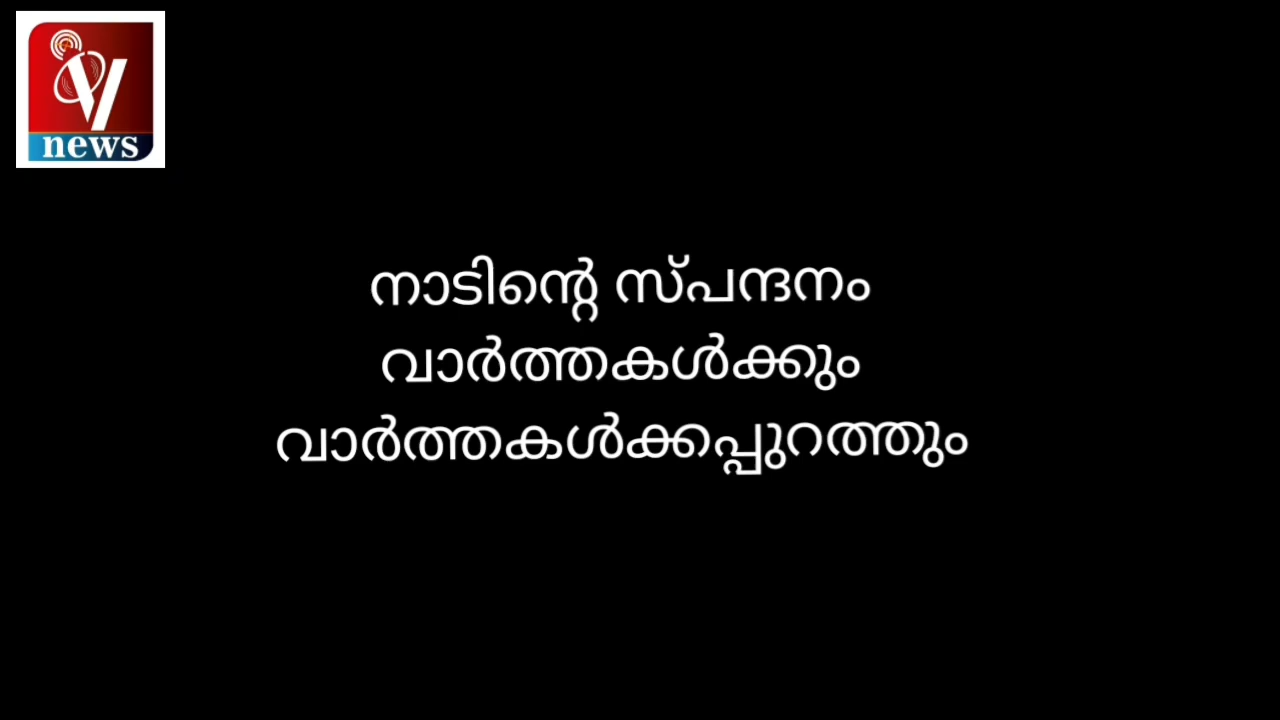 V
news
നാടിന്റെ സ്പന്ദനം
വാർത്തകൾക്കും
വാർത്തകൾക്കപ്പുറത്തും